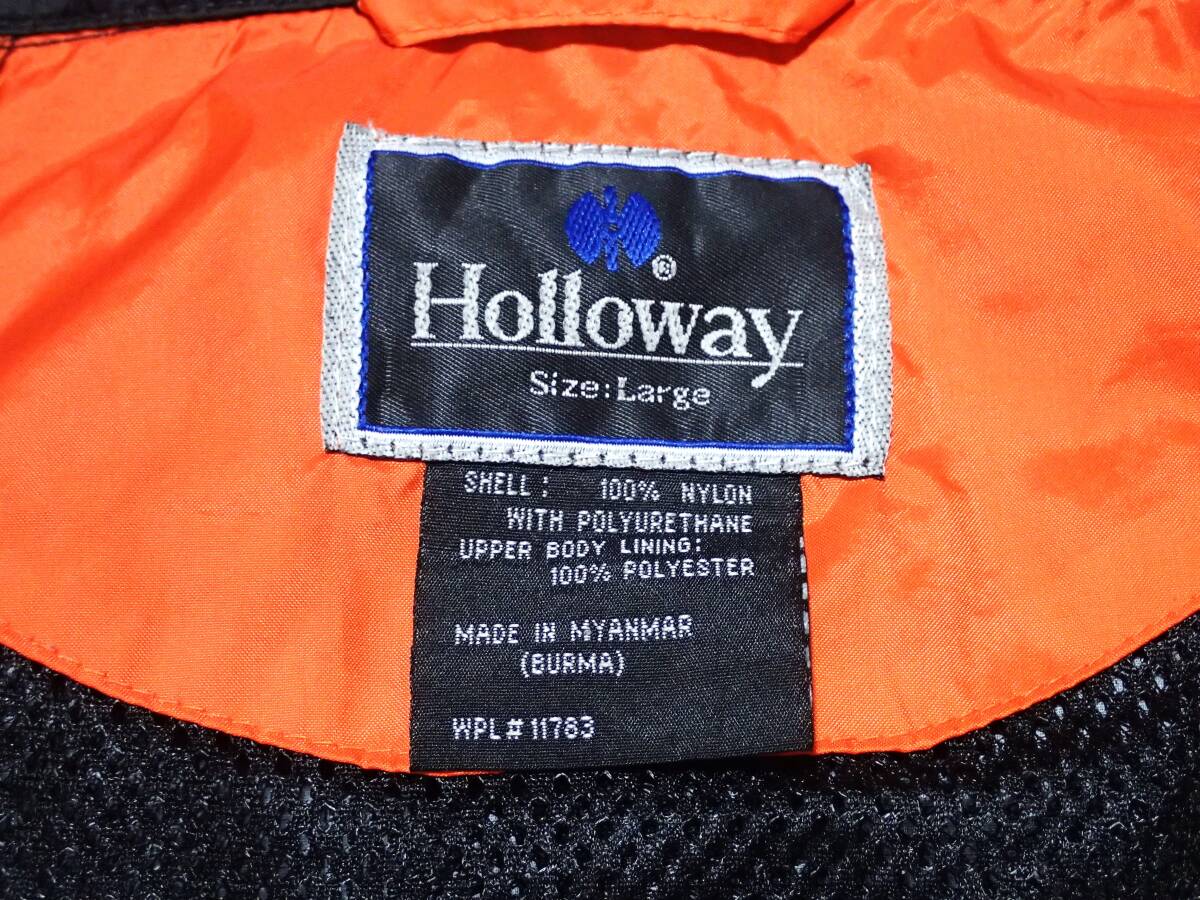 ®
Holloway
Size:Large
SHELL: 100% NYLON
WITH POLYURETHANE
UPPER BODY LINING:
100% POLYESTER
MADE IN MYANMAR
(BURMA)
WPL# 11783